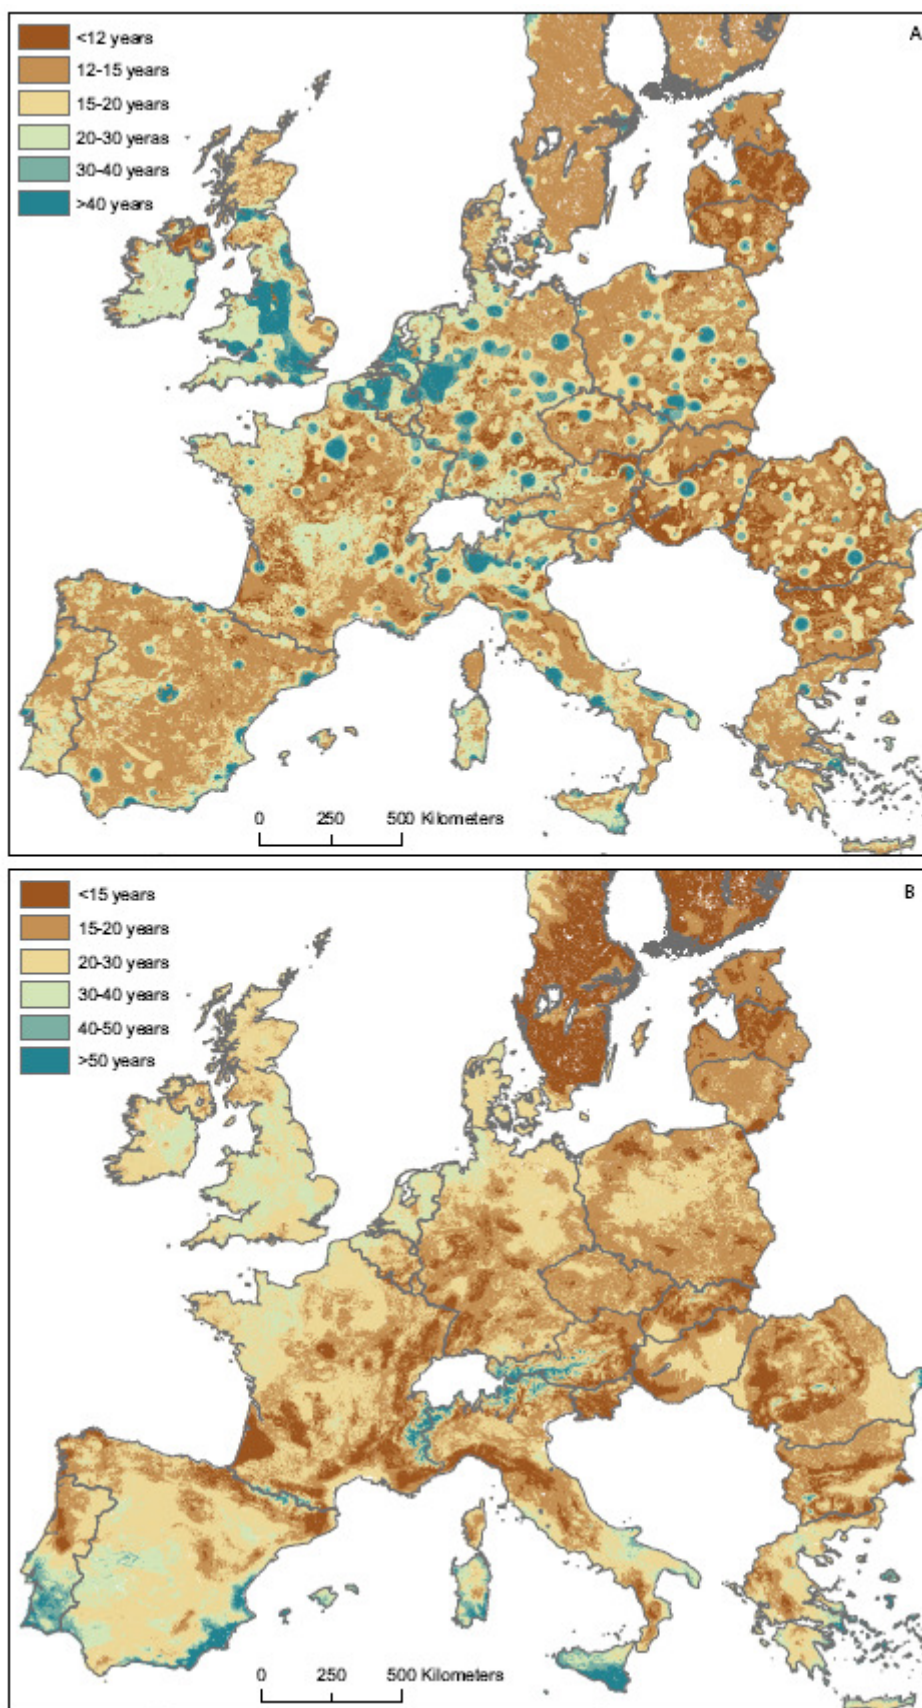 A
<12 years
12-15 years
15-20 years
20-30 yeras
30-40 years
>40 years
0 250 500 Kilometers
B
<15 years
15-20 years
20-30 years
30-40 years
40-50 years
>50 years
0 250 500 Kilometers